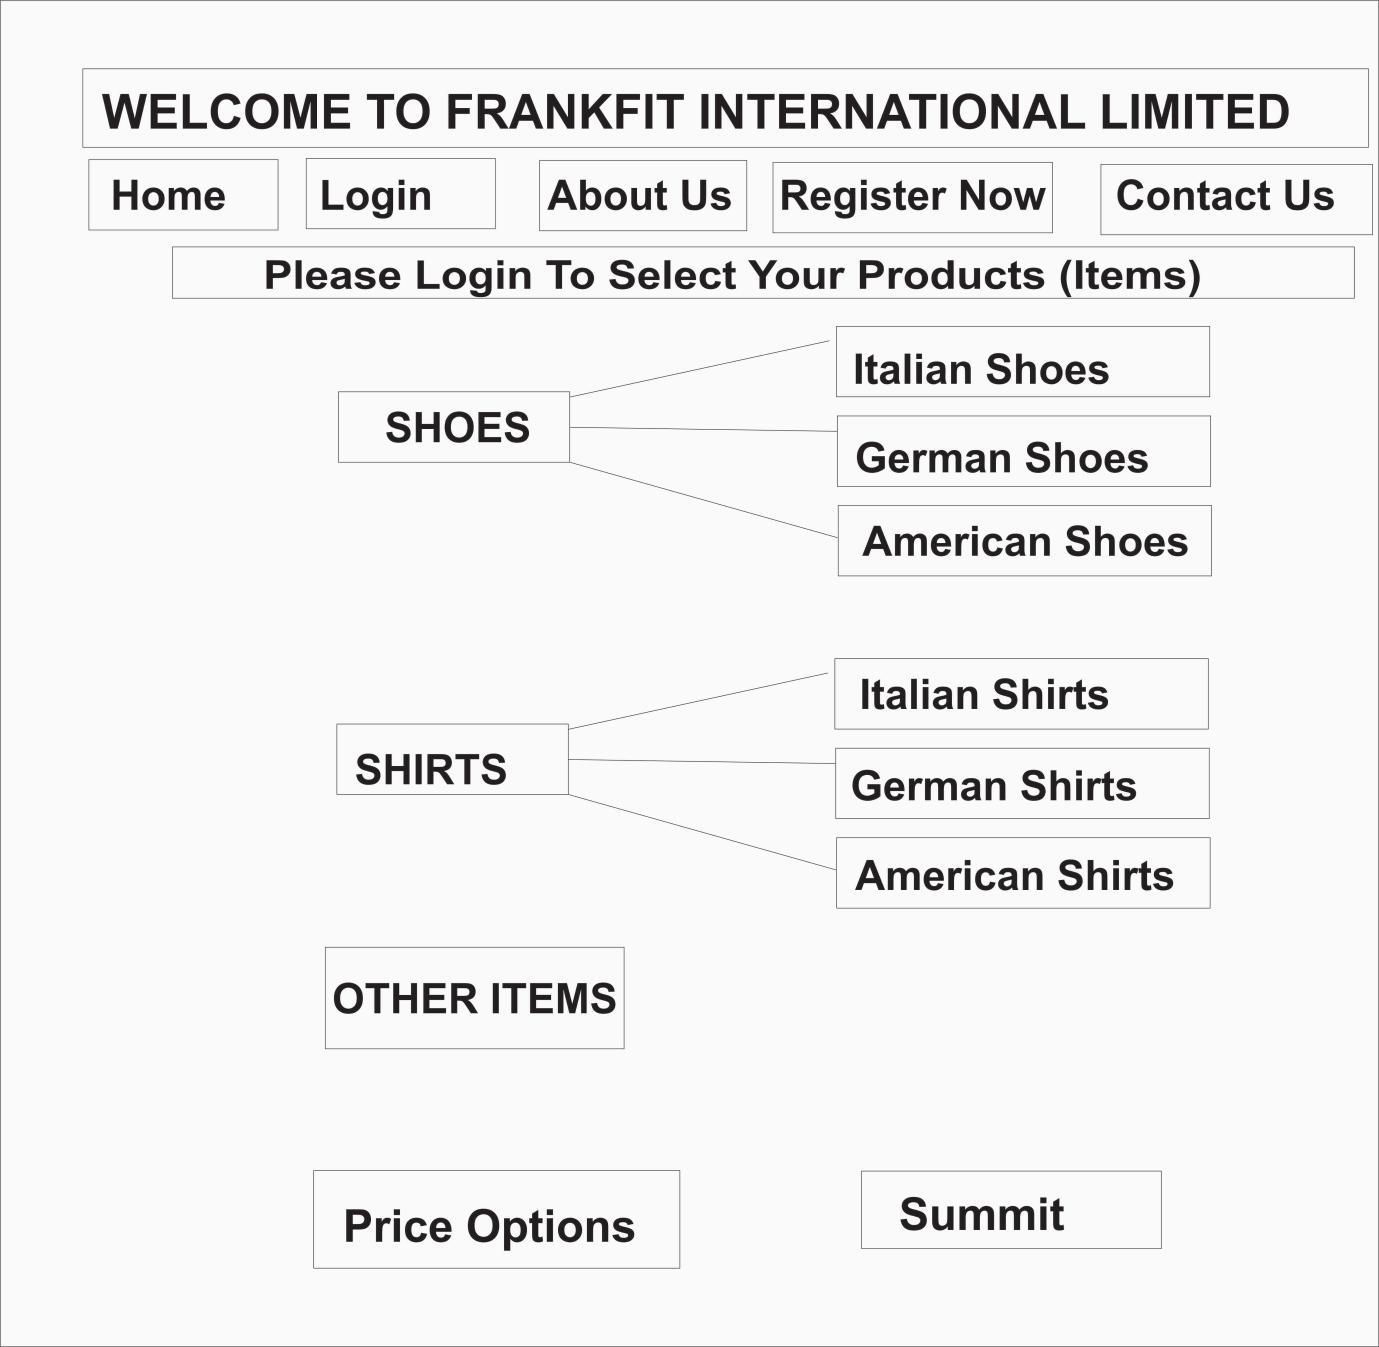 WELCOME TO FRANKFIT INTERNATIONAL LIMITED
Home Login About Us Register Now Contact Us
Please Login To Select Your Products (Items)
SHOES
Italian Shoes
German Shoes
American Shoes
SHIRTS
Italian Shirts
German Shirts
American Shirts
OTHER ITEMS
Price Options
Summit